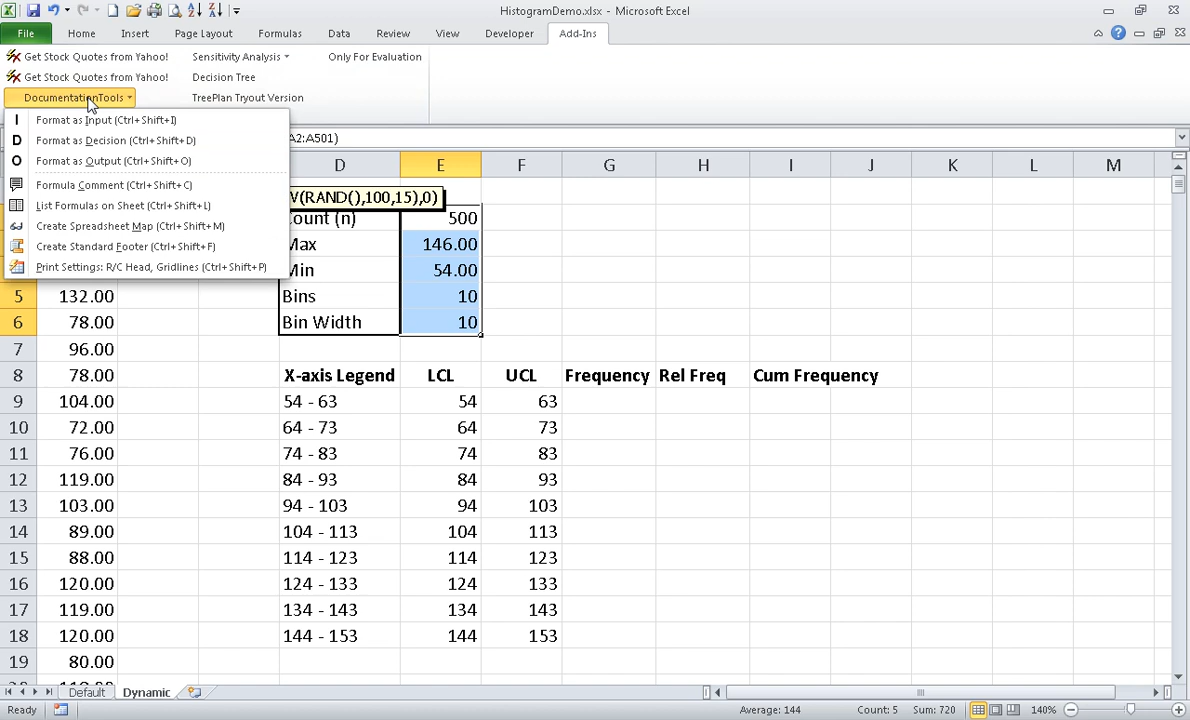 HistogramDemo.xlsx - Microsoft Excel
File Home Insert Page Layout Formulas Data Review View Developer Add-Ins
Get Stock Quotes from Yahoo! Sensitivity Analysis Only For Evaluation
Get Stock Quotes from Yahoo! Decision Tree
DocumentationTools TreePlan Tryout Version
I Format as Input (Ctrl+Shift+I)
D Format as Decision (Ctrl+Shift+D)
O Format as Output (Ctrl+Shift+O)
Formula Comment (Ctrl+Shift+C)
List Formulas on Sheet (Ctrl+Shift+L)
Create Spreadsheet Map (Ctrl+Shift+M)
Create Standard Footer (Ctrl+Shift+F)
Print Settings: R/C Head, Gridlines (Ctrl+Shift+P)
A2:A501)
D E F G H I J K L M
V(RAND(),100,15),0)
Count (n) 500
Max 146.00
Min 54.00
5 132.00 Bins 10
6 78.00 Bin Width 10
7 96.00
8 78.00 X-axis Legend LCL UCL Frequency Rel Freq Cum Frequency
9 104.00 54 - 63 54 63
10 72.00 64 - 73 64 73
11 76.00 74 - 83 74 83
12 119.00 84 - 93 84 93
13 103.00 94 - 103 94 103
14 89.00 104 - 113 104 113
15 88.00 114 - 123 114 123
16 120.00 124 - 133 124 133
17 119.00 134 - 143 134 143
18 120.00 144 - 153 144 153
19 80.00
Default Dynamic
Ready Average: 144 Count: 5 Sum: 720 140%